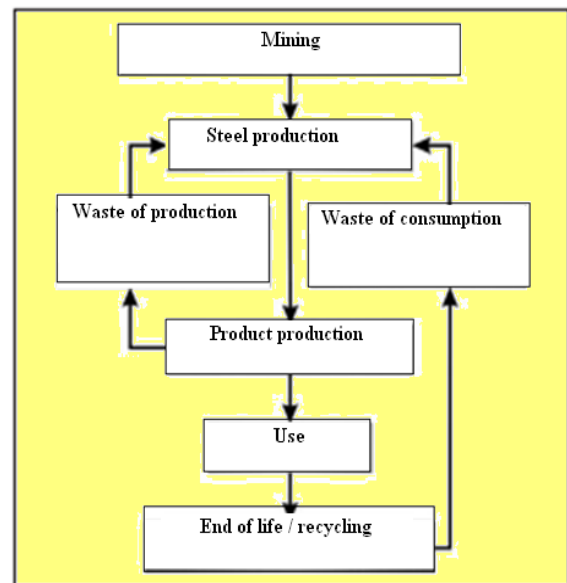 Mining
Steel production
Waste of production
Waste of consumption
Product production
Use
End of life / recycling